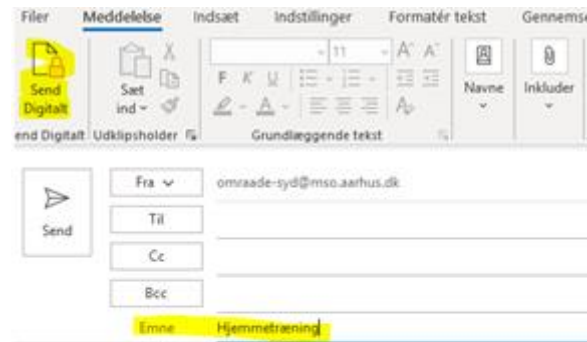 Filer Meddelelse Indsæt Indstillinger Formatér tekst
Send Digitalt
Sæt ind
11 A A
F K U
A
Navne
Inkluder
end Digitalt Udklipsholder Grundlæggende tekst
Send
Fra omraade-syd@mso.aarhus.dk
Til
Cc
Bcc
Emne Hjemmetræning